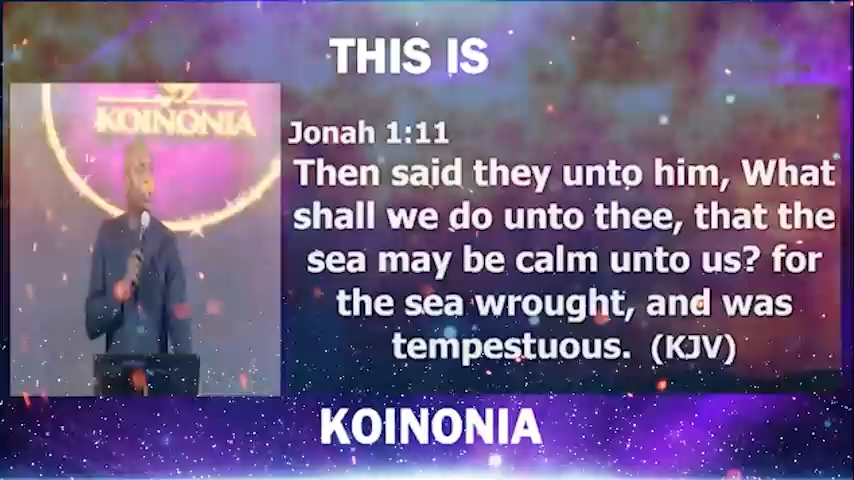 THIS IS
KOINONIA
Jonah 1:11
Then said they unto him, What
shall we do unto thee, that the
sea may be calm unto us? for
the sea wrought, and was
tempestuous. (KJV)
KOINONIA